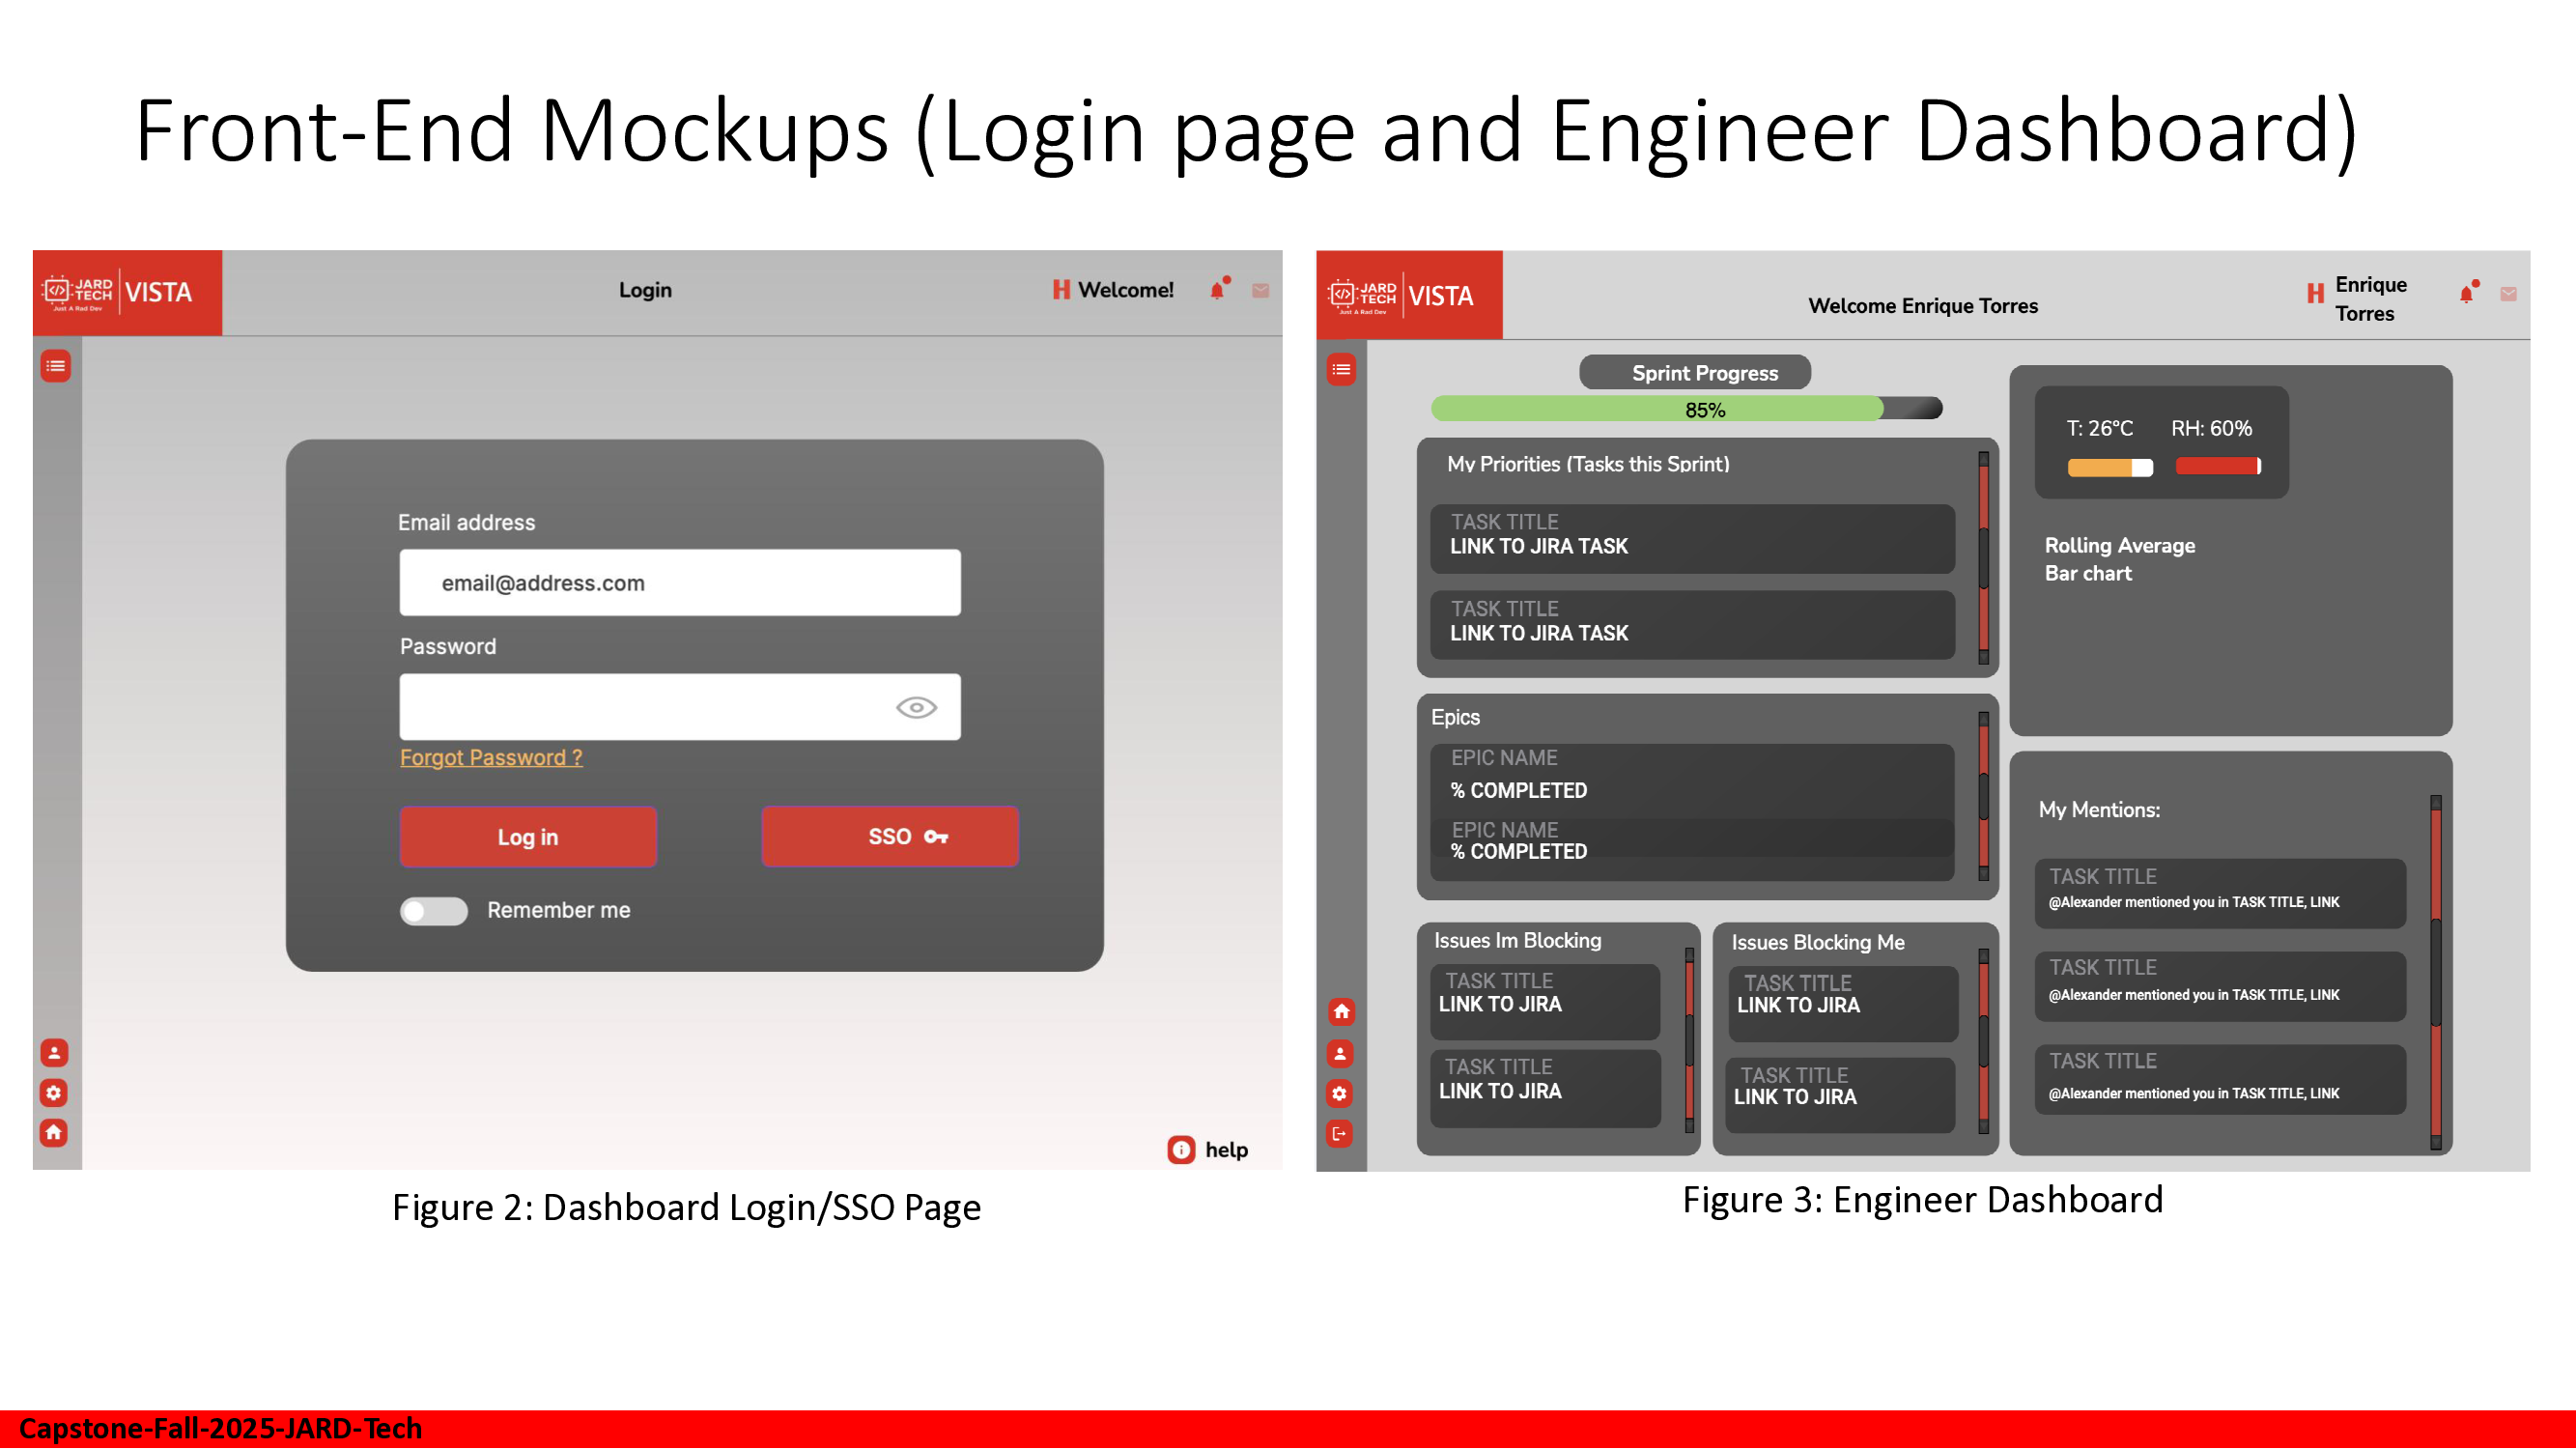 Front-End Mockups (Login page and Engineer Dashboard)
JARD
TECH
Just A Rad Dev
VISTA
Login
H Welcome!
Email address
email@address.com
Password
Forgot Password ?
Log in
SSO
Remember me
help
Figure 2: Dashboard Login/SSO Page
JARD
TECH
Just A Rad Dev
VISTA
Welcome Enrique Torres
H Enrique
Torres
Sprint Progress
85%
My Priorities (Tasks this Sprint)
TASK TITLE
LINK TO JIRA TASK
TASK TITLE
LINK TO JIRA TASK
Epics
EPIC NAME
% COMPLETED
EPIC NAME
% COMPLETED
Issues Im Blocking
TASK TITLE
LINK TO JIRA
TASK TITLE
LINK TO JIRA
Issues Blocking Me
TASK TITLE
LINK TO JIRA
TASK TITLE
LINK TO JIRA
T: 26°C RH: 60%
Rolling Average
Bar chart
My Mentions:
TASK TITLE
@Alexander mentioned you in TASK TITLE, LINK
TASK TITLE
@Alexander mentioned you in TASK TITLE, LINK
TASK TITLE
@Alexander mentioned you in TASK TITLE, LINK
Figure 3: Engineer Dashboard
Capstone-Fall-2025-JARD-Tech